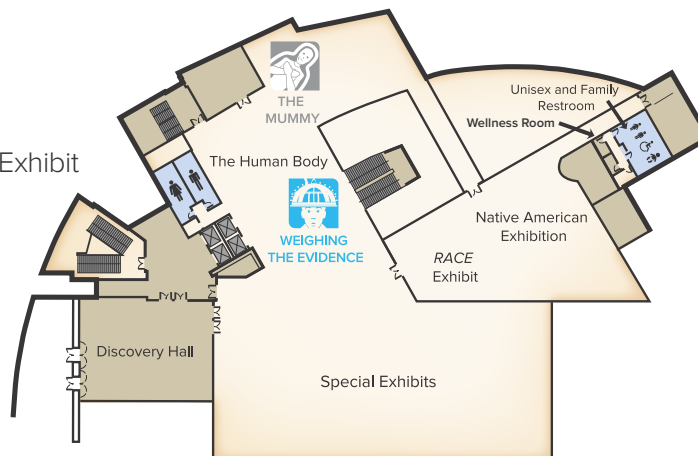 Unisex and Family
Restroom
THE
MUMMY
Wellness Room
Exhibit
The Human Body
Native American
Exhibition
WEIGHING
THE EVIDENCE
RACE
Exhibit
Discovery Hall
Special Exhibits